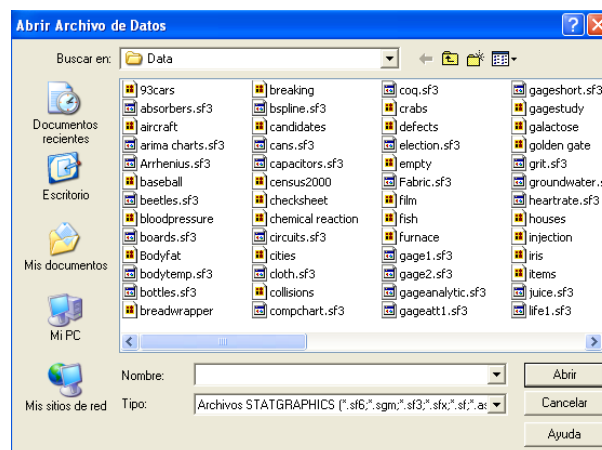 Abrir Archivo de Datos
Buscar en: Data
93cars
absorbers.sf3
aircraft
arima charts.sf3
Arrhenius.sf3
baseball
beetles.sf3
bloodpressure
boards.sf3
Bodyfat
bodytemp.sf3
bottles.sf3
breadwrapper
breaking
bspline.sf3
candidates
cans.sf3
capacitors.sf3
census2000
checksheet
chemical reaction
circuits.sf3
cities
cloth.sf3
collisions
compchart.sf3
coq.sf3
crabs
defects
election.sf3
empty
Fabric.sf3
film
fish
furnace
gage1.sf3
gage2.sf3
gageanalytic.sf3
gageatt1.sf3
gageshort.sf3
gagestudy
galactose
golden gate
grit.sf3
groundwater.s
heartrate.sf3
houses
injection
iris
items
juice.sf3
life1.sf3
Documentos
recientes
Escritorio
Mis documentos
Mi PC
Mis sitios de red
Nombre:
Abrir
Tipo: Archivos STATGRAPHICS (*.sf6;*.sgm;*.sf3;*.sfx;*.sf;*.as
Cancelar
Ayuda